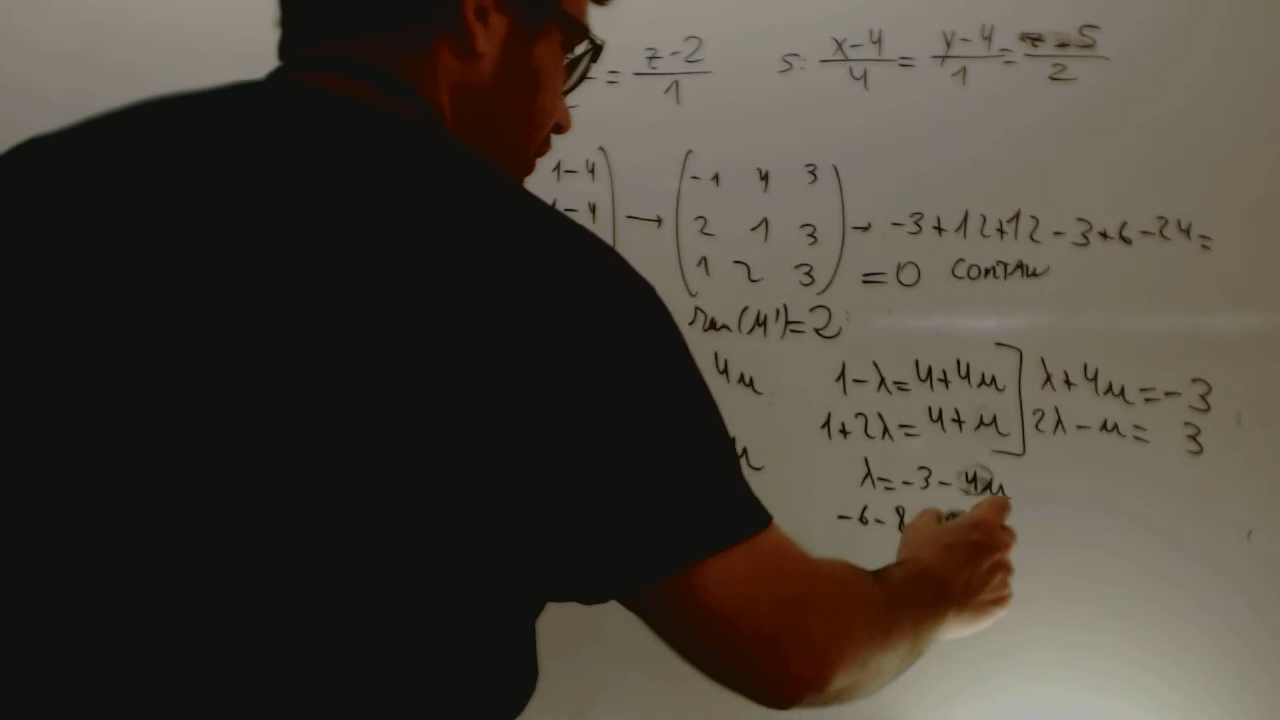 = z-2/1 s: x-4/4 = y-4/1 = z-5/2
1-4
1-4
→ (-1 4 3
2 1 3
1 2 3) → -3+12+12-3+6-24=
=0 CONTAN
ran(M')=2
4μ 1-λ=4+4μ ] λ+4μ=-3
1+2λ=4+μ ] 2λ-μ= 3
μ
λ=-3-4μ
-6-8